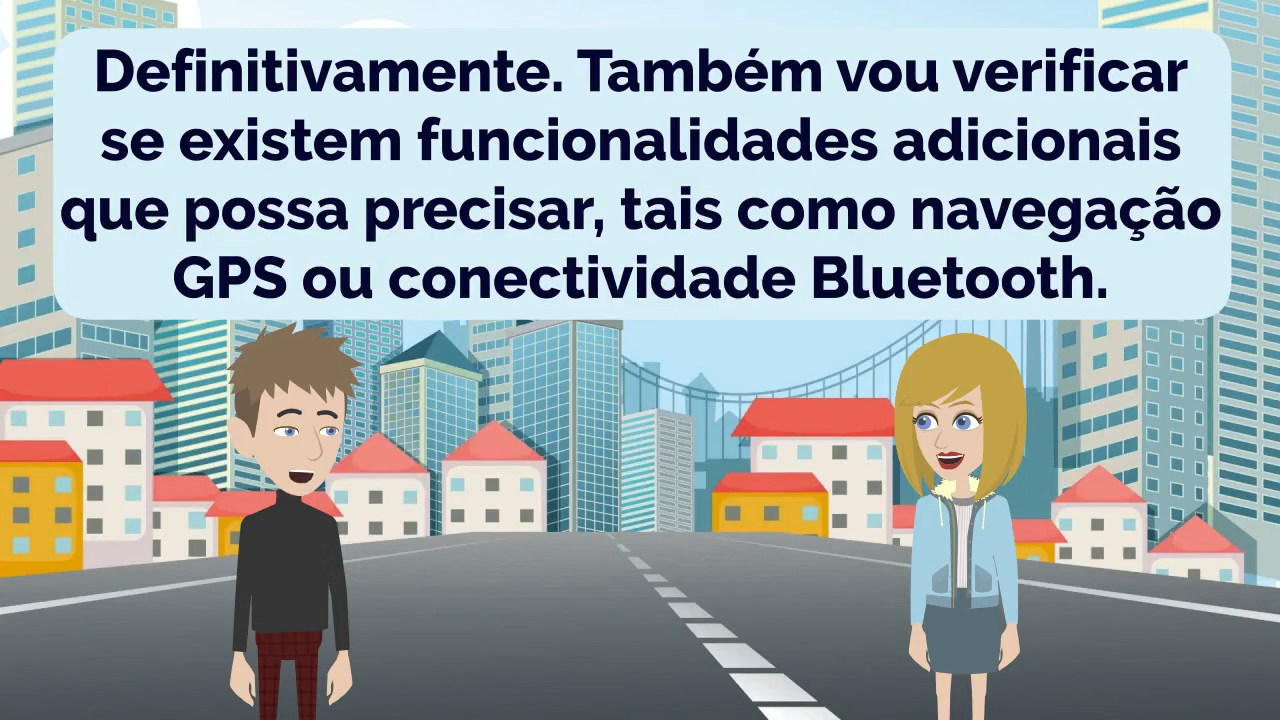 Definitivamente. Também vou verificar
se existem funcionalidades adicionais
que possa precisar, tais como navegação
GPS ou conectividade Bluetooth.